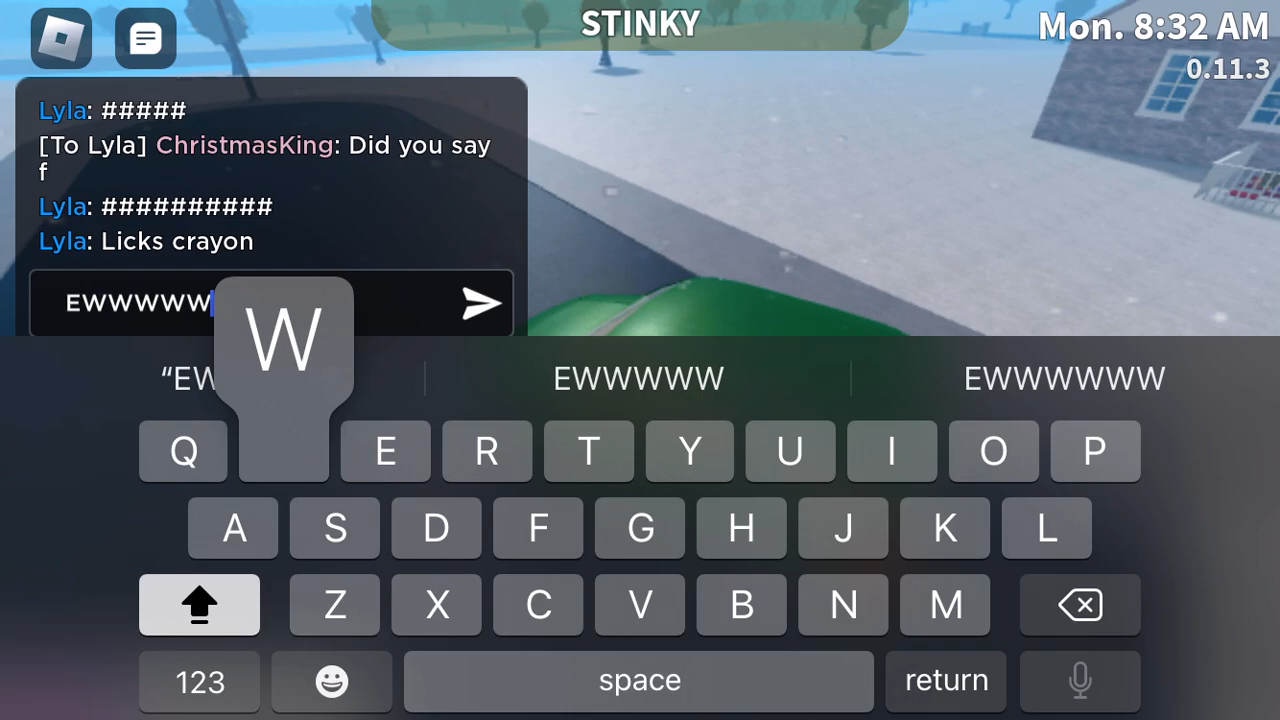 STINKY
Mon. 8:32 AM
0.11.3
Lyla: #####
[To Lyla] ChristmasKing: Did you say
f
Lyla: ##########
Lyla: Licks crayon
EWWWWW
W
“EW
EWWWWW
EWWWWWW
Q E R T Y U I O P
A S D F G H J K L
Z X C V B N M
123 space return